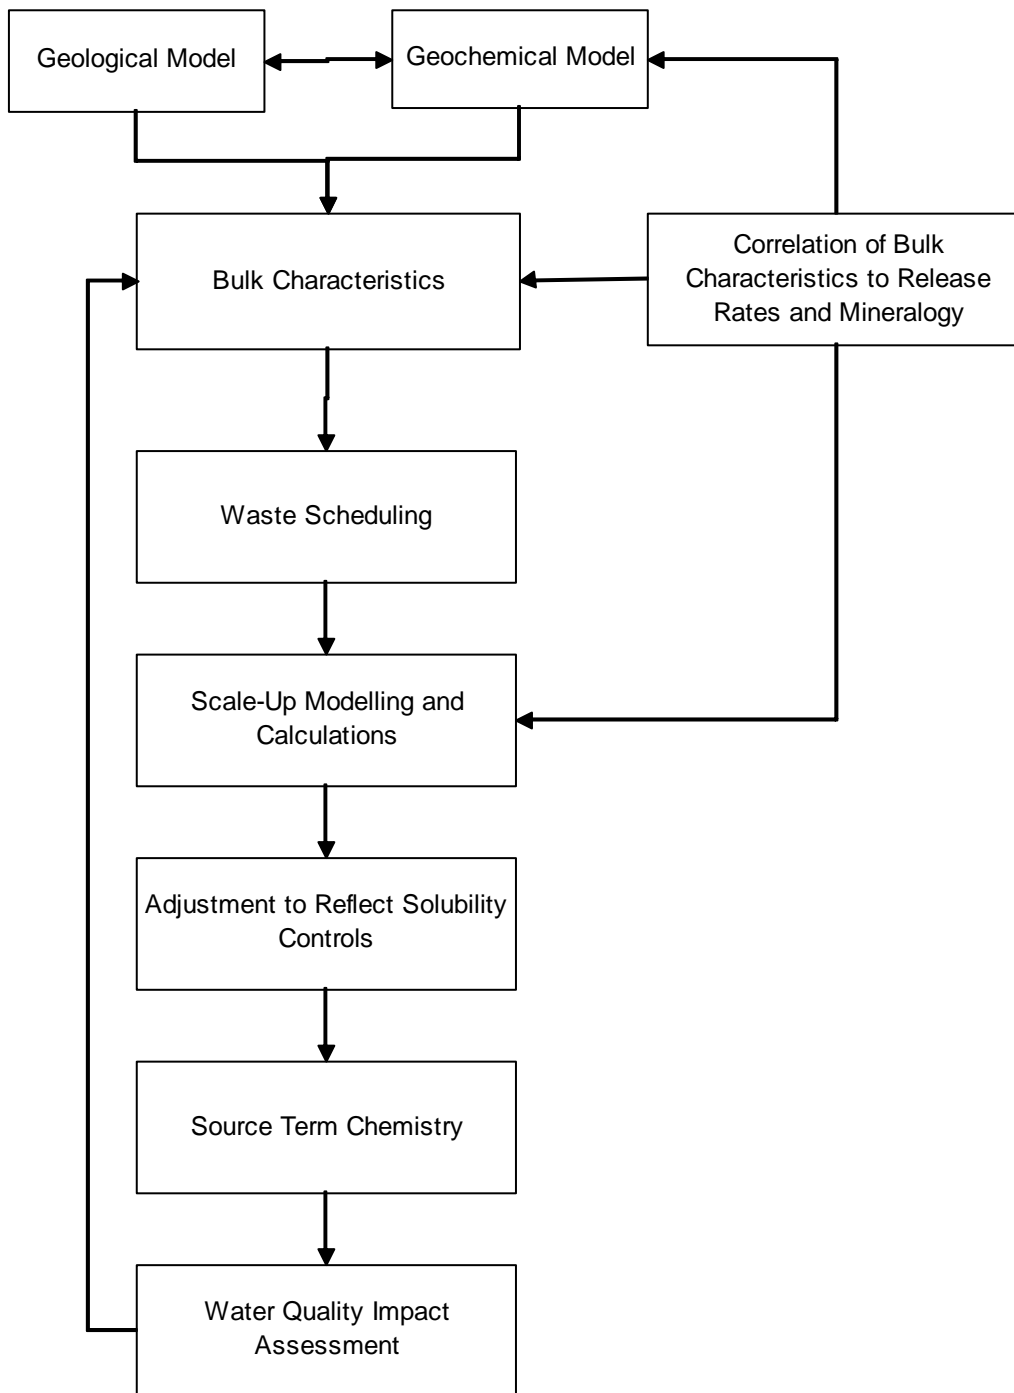 Geological Model
Geochemical Model
Bulk Characteristics
Correlation of Bulk
Characteristics to Release
Rates and Mineralogy
Waste Scheduling
Scale-Up Modelling and
Calculations
Adjustment to Reflect Solubility
Controls
Source Term Chemistry
Water Quality Impact
Assessment